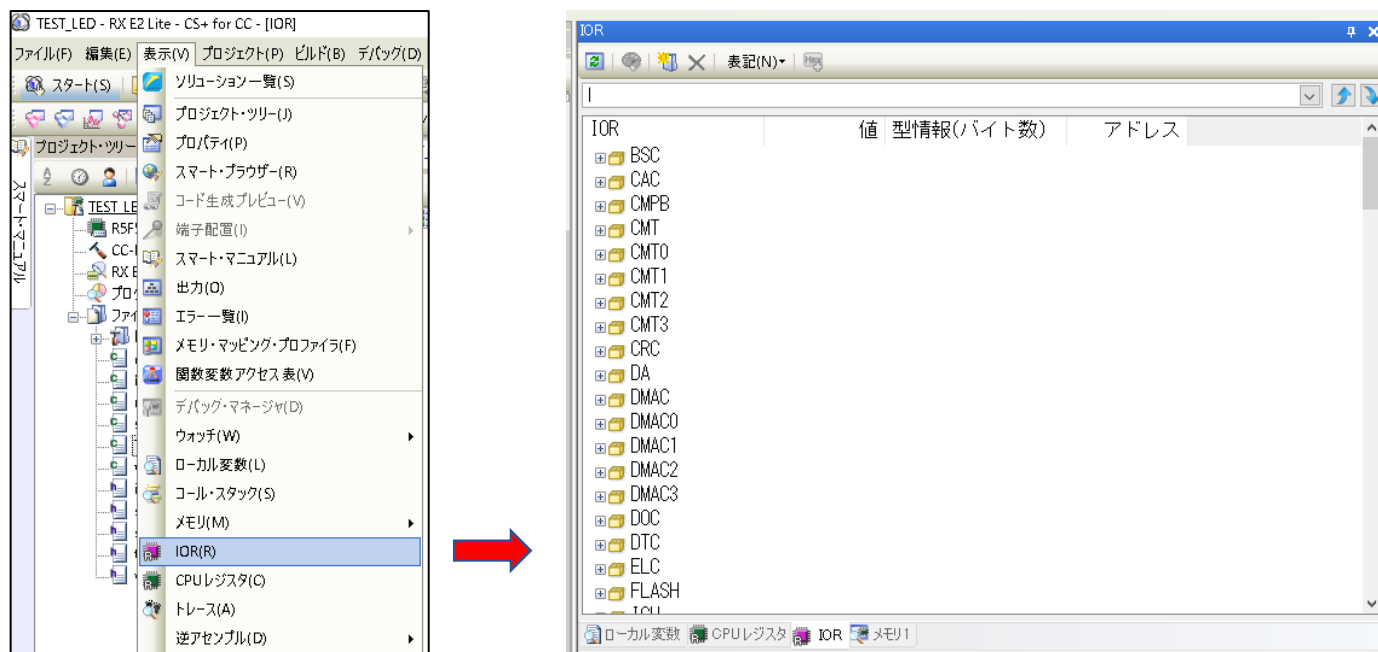 TEST_LED - RX E2 Lite - CS+ for CC - [IOR]
ファイル(F) 編集(E) 表示(V) プロジェクト(P) ビルド(B) デバッグ(D)
スタート(S)
プロジェクト・ツリー
スマート・マニュアル
TEST_LE
R5F5
CC-
RX E
プロ
ファイ
ソリューション一覧(S)
プロジェクト・ツリー(J)
プロパティ(P)
スマート・ブラウザー(R)
コード生成プレビュー(V)
端子配置(I)
スマート・マニュアル(L)
出力(O)
エラー一覧(I)
メモリ・マッピング・プロファイラ(F)
関数変数アクセス表(V)
デバッグ・マネージャ(D)
ウォッチ(W)
ローカル変数(L)
コール・スタック(S)
メモリ(M)
IOR(R)
CPUレジスタ(C)
トレース(A)
逆アセンブル(D)
IOR
表記(N)
Hex
IOR 値 型情報(バイト数) アドレス
BSC
CAC
CMPB
CMT
CMT0
CMT1
CMT2
CMT3
CRC
DA
DMAC
DMAC0
DMAC1
DMAC2
DMAC3
DOC
DTC
ELC
FLASH
ICU
ローカル変数 CPUレジスタ IOR メモリ1